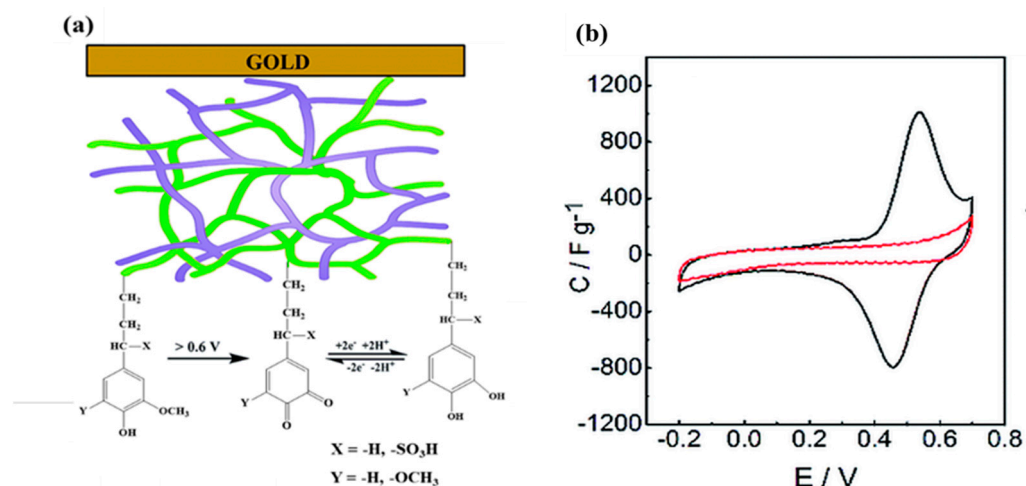 (a)
GOLD
CH₂
CH₂
HC—X
Y
OCH₃
OH
> 0.6 V
CH₂
CH₂
HC—X
Y
O
O
+2e⁻ +2H⁺
-2e⁻ -2H⁺
CH₂
CH₂
HC—X
Y
OH
OH
X = -H, -SO₃H
Y = -H, -OCH₃
(b)
C / F g⁻¹
1200
800
400
0
-400
-800
-1200
-0.2 0.0 0.2 0.4 0.6 0.8
E / V